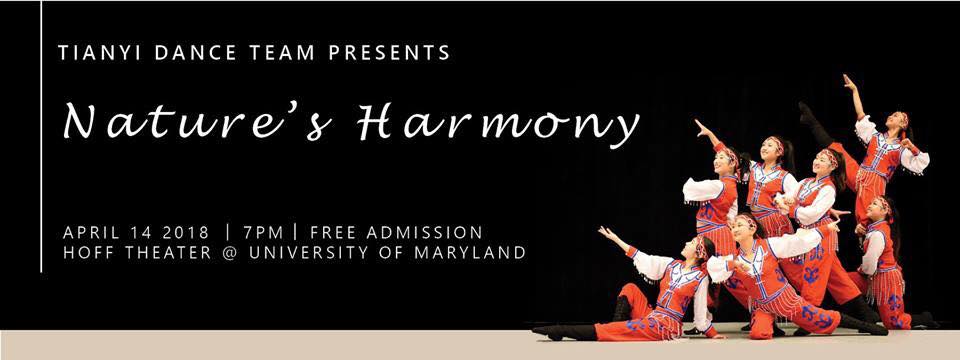 TIANYI DANCE TEAM PRESENTS
Nature's Harmony
APRIL 14 2018 | 7PM | FREE ADMISSION
HOFF THEATER @ UNIVERSITY OF MARYLAND